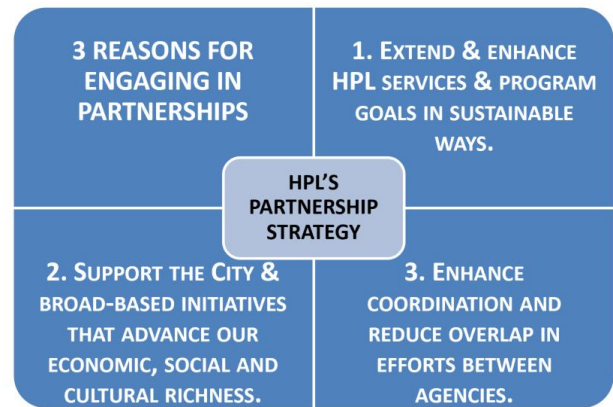 3 REASONS FOR
ENGAGING IN
PARTNERSHIPS
1. EXTEND & ENHANCE
HPL SERVICES & PROGRAM
GOALS IN SUSTAINABLE
WAYS.
HPL'S
PARTNERSHIP
STRATEGY
2. SUPPORT THE CITY &
BROAD-BASED INITIATIVES
THAT ADVANCE OUR
ECONOMIC, SOCIAL AND
CULTURAL RICHNESS.
3. ENHANCE
COORDINATION AND
REDUCE OVERLAP IN
EFFORTS BETWEEN
AGENCIES.